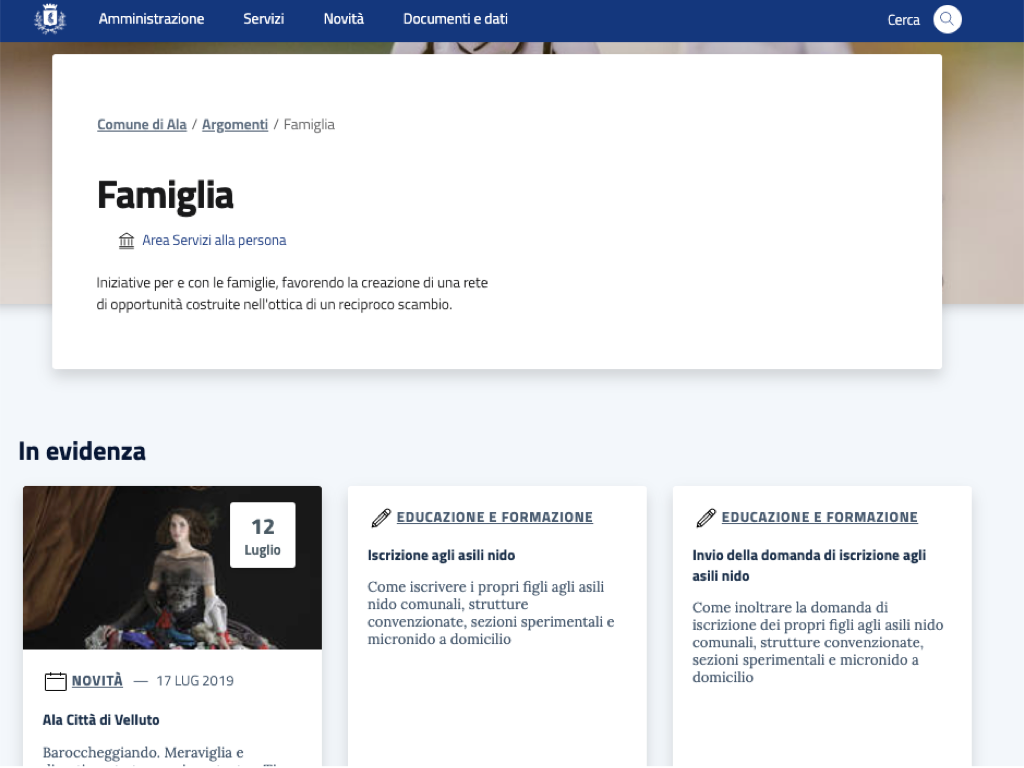 Amministrazione Servizi Novità Documenti e dati Cerca
Comune di Ala / Argomenti / Famiglia
Famiglia
Area Servizi alla persona
Iniziative per e con le famiglie, favorendo la creazione di una rete
di opportunità costruite nell'ottica di un reciproco scambio.
In evidenza
12
Luglio
NOVITÀ — 17 LUG 2019
Ala Città di Velluto
Baroccheggiando. Meraviglia e
EDUCAZIONE E FORMAZIONE
Iscrizione agli asili nido
Come iscrivere i propri figli agli asili
nido comunali, strutture
convenzionate, sezioni sperimentali e
micronido a domicilio
EDUCAZIONE E FORMAZIONE
Invio della domanda di iscrizione agli
asili nido
Come inoltrare la domanda di
iscrizione dei propri figli agli asili nido
comunali, strutture convenzionate,
sezioni sperimentali e micronido a
domicilio